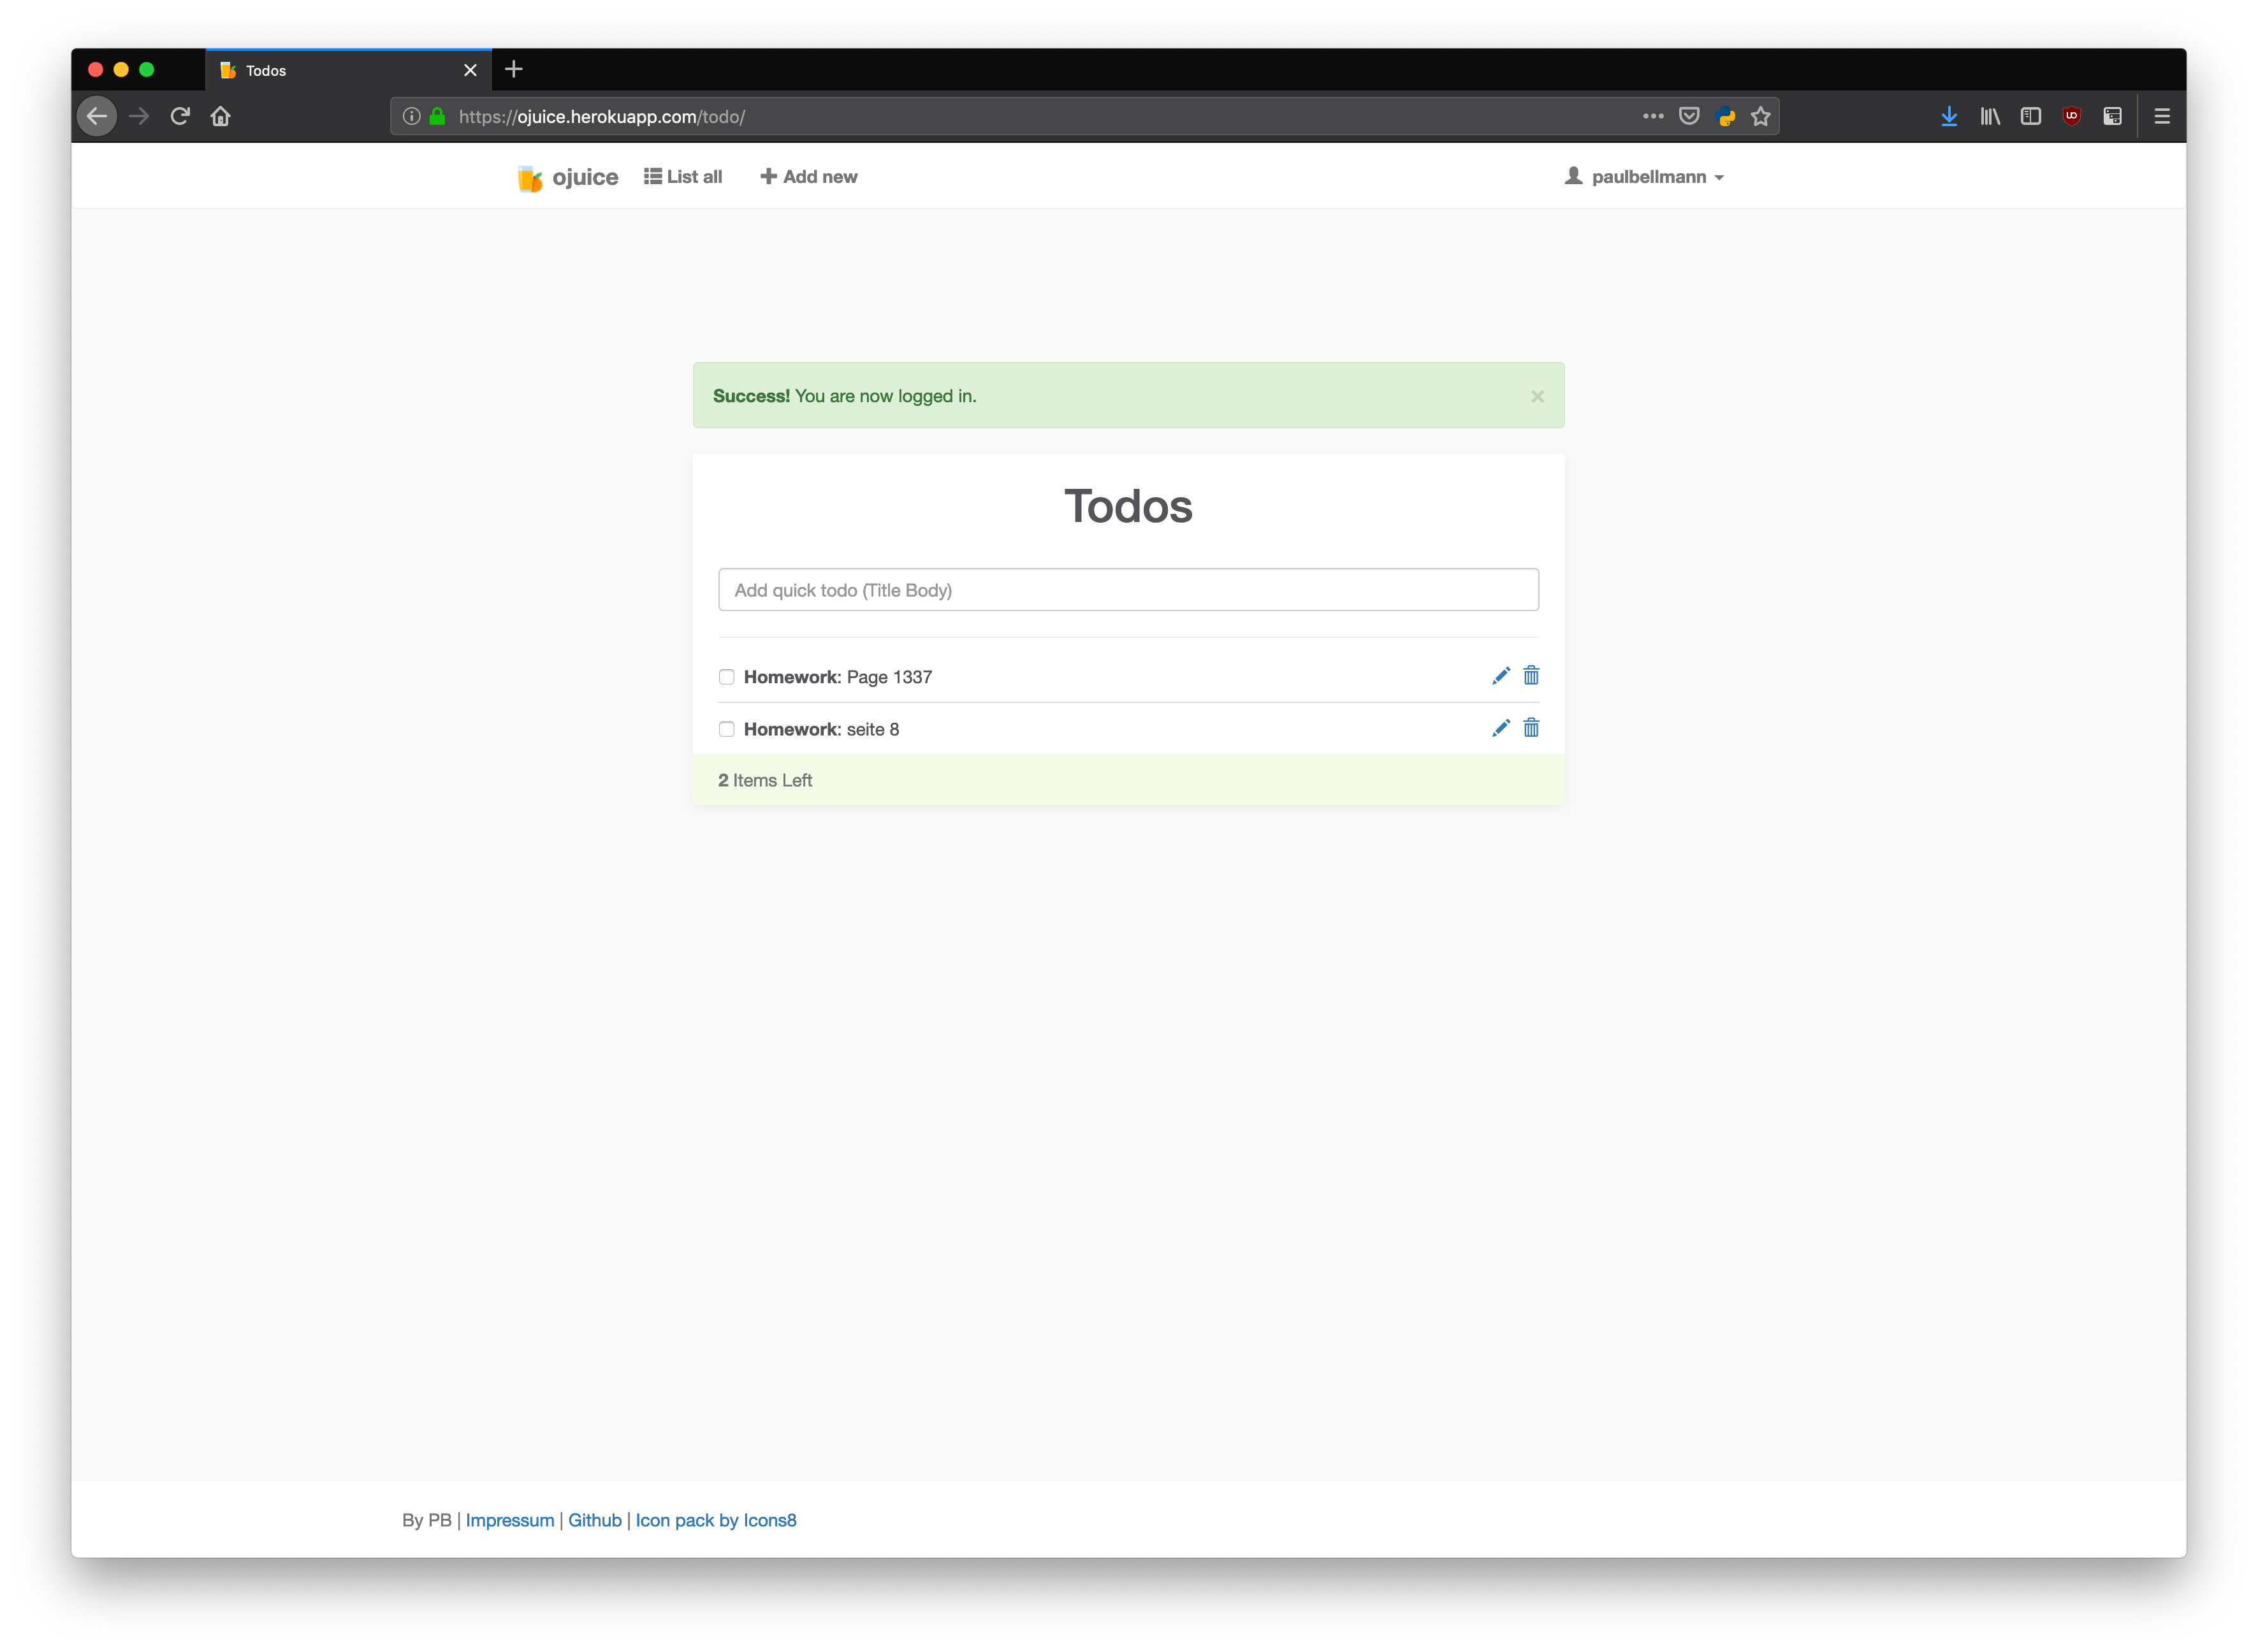 Todos
https://ojuice.herokuapp.com/todo/
ojuice List all Add new paulbellmann
Success! You are now logged in.
Todos
Add quick todo (Title Body)
Homework: Page 1337
Homework: seite 8
2 Items Left
By PB | Impressum | Github | Icon pack by Icons8